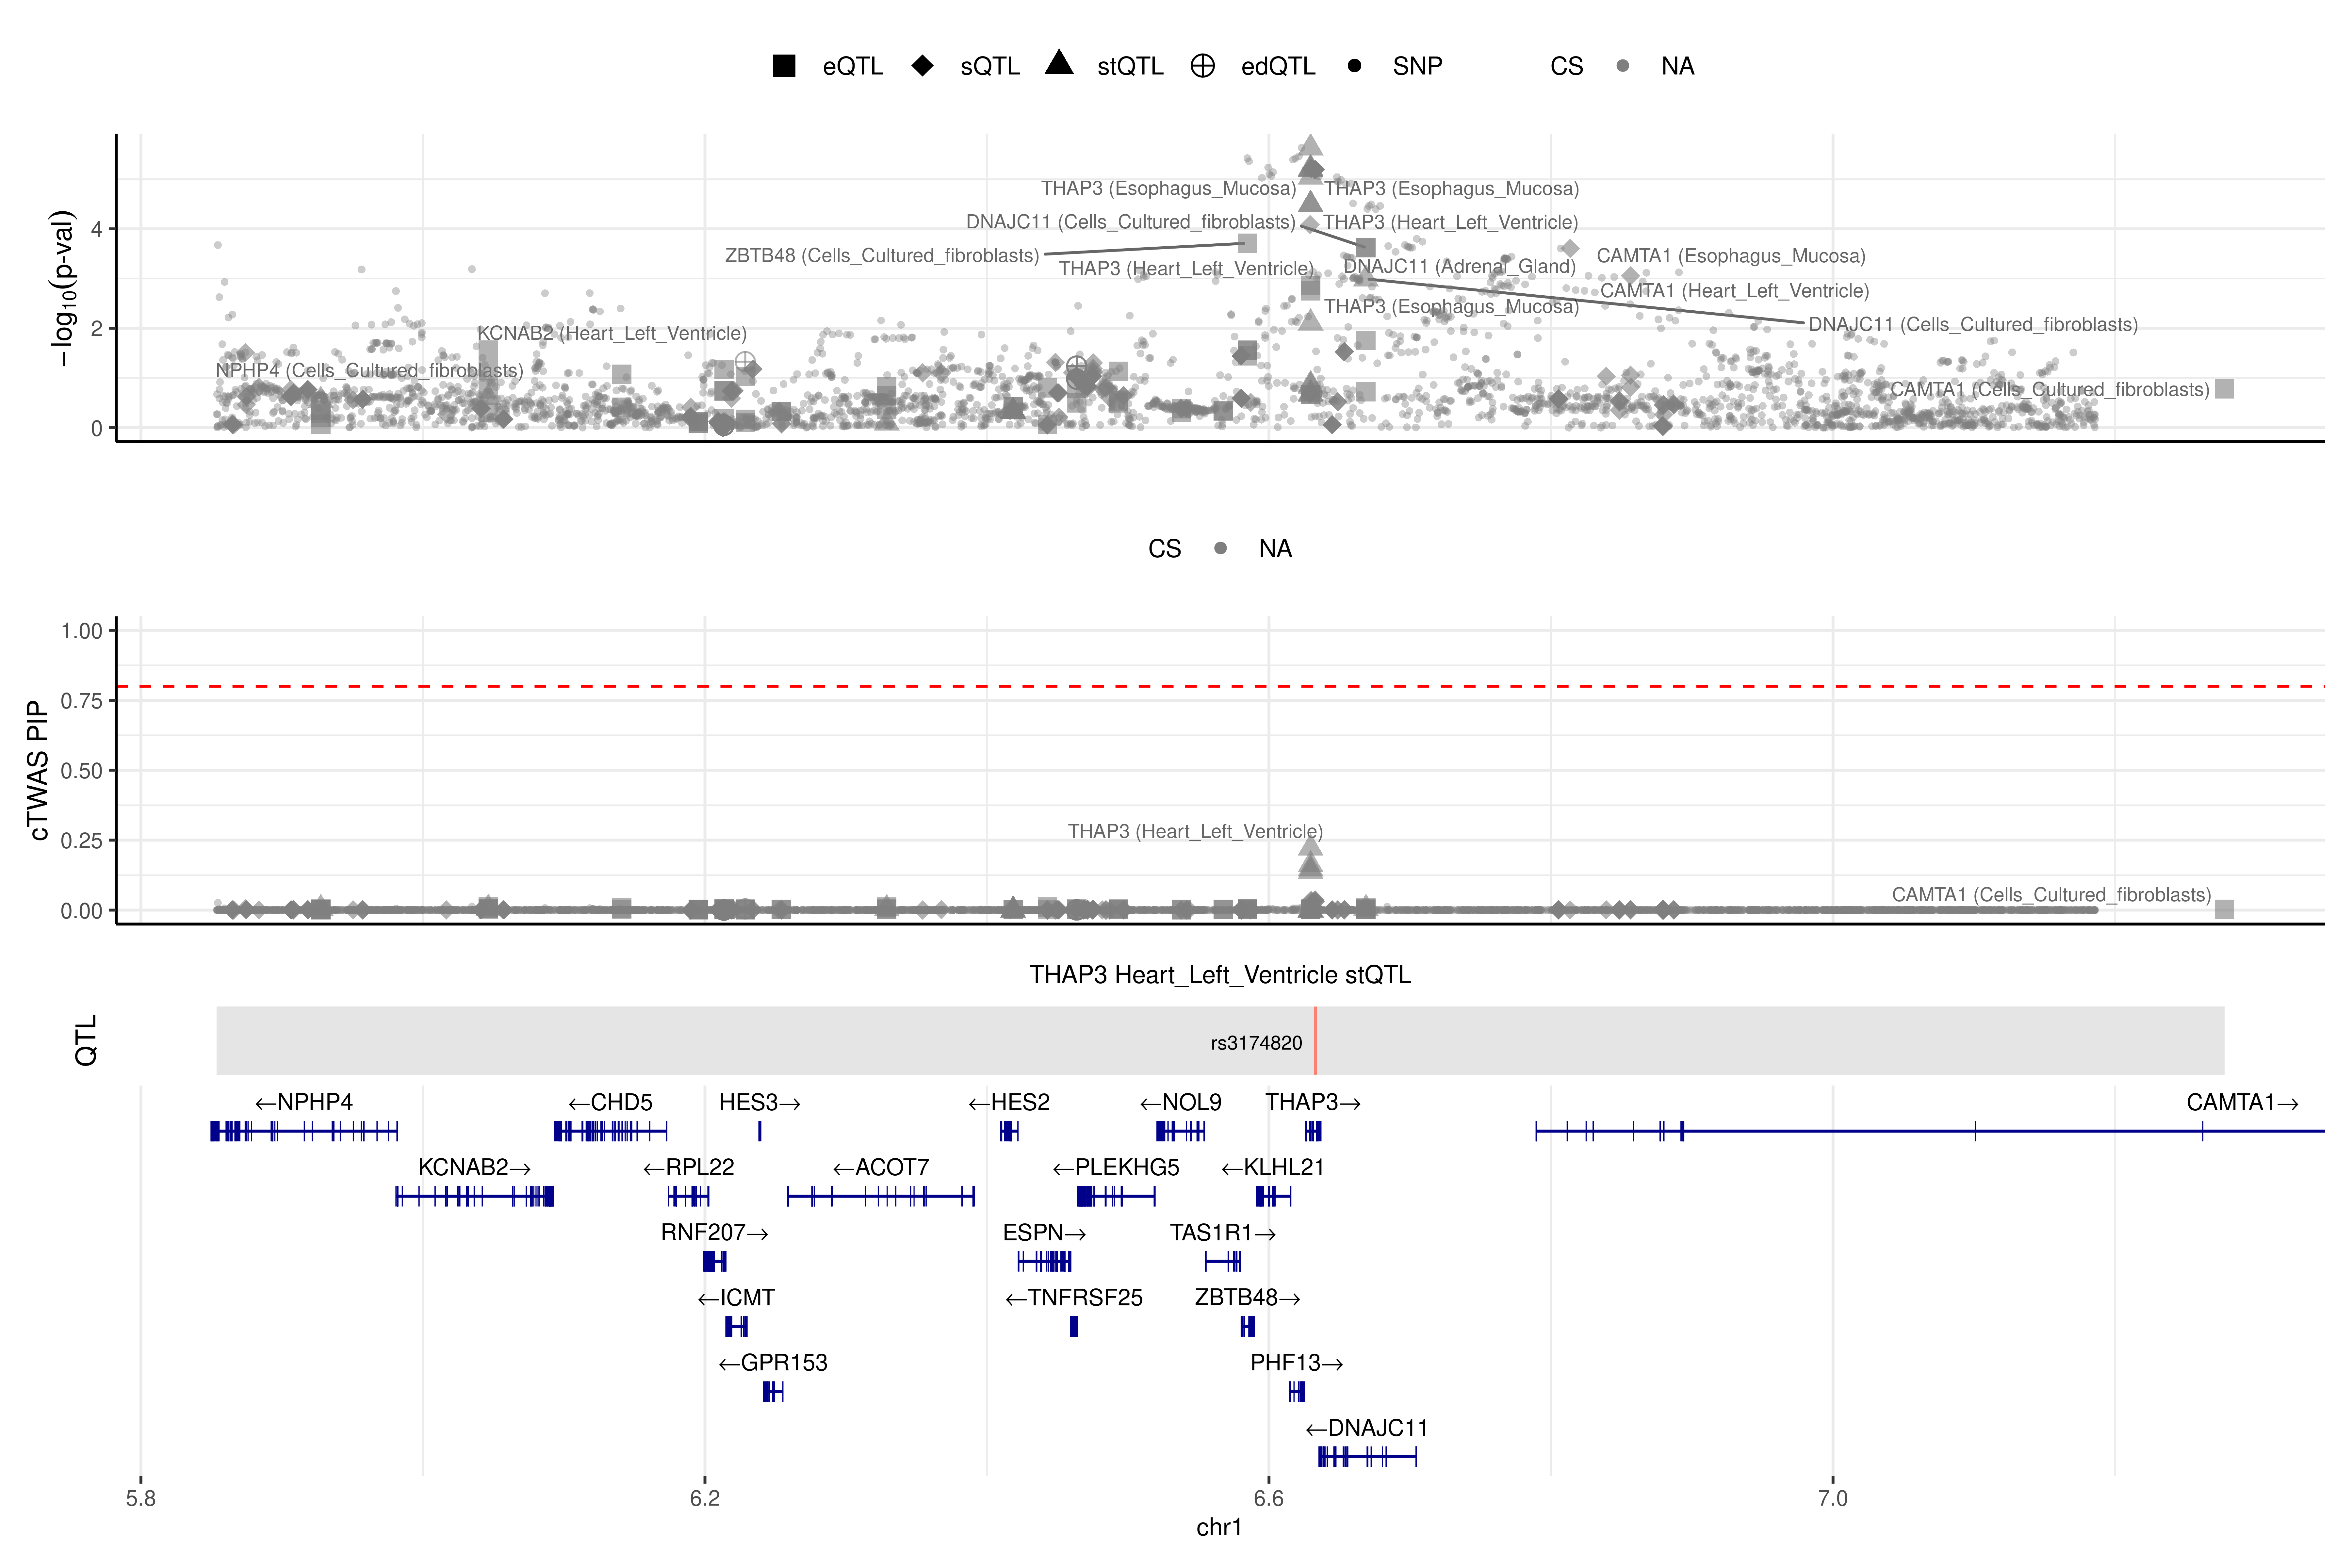 eQTL sQTL stQTL edQTL SNP CS NA
−log10(p-val)
4
2
0
THAP3 (Esophagus_Mucosa) THAP3 (Esophagus_Mucosa)
DNAJC11 (Cells_Cultured_fibroblasts) THAP3 (Heart_Left_Ventricle)
ZBTB48 (Cells_Cultured_fibroblasts) CAMTA1 (Esophagus_Mucosa)
THAP3 (Heart_Left_Ventricle) DNAJC11 (Adrenal_Gland)
CAMTA1 (Heart_Left_Ventricle)
THAP3 (Esophagus_Mucosa)
DNAJC11 (Cells_Cultured_fibroblasts)
KCNAB2 (Heart_Left_Ventricle)
NPHP4 (Cells_Cultured_fibroblasts)
CAMTA1 (Cells_Cultured_fibroblasts)
CS NA
cTWAS PIP
1.00
0.75
0.50
0.25
0.00
THAP3 (Heart_Left_Ventricle)
CAMTA1 (Cells_Cultured_fibroblasts)
THAP3 Heart_Left_Ventricle stQTL
QTL
rs3174820
←NPHP4 ←CHD5 HES3→ ←HES2 ←NOL9 THAP3→ CAMTA1→
KCNAB2→ ←RPL22 ←ACOT7 ←PLEKHG5 ←KLHL21
RNF207→ ESPN→ TAS1R1→
←ICMT ←TNFRSF25 ZBTB48→
←GPR153 PHF13→
←DNAJC11
5.8 6.2 6.6 7.0
chr1